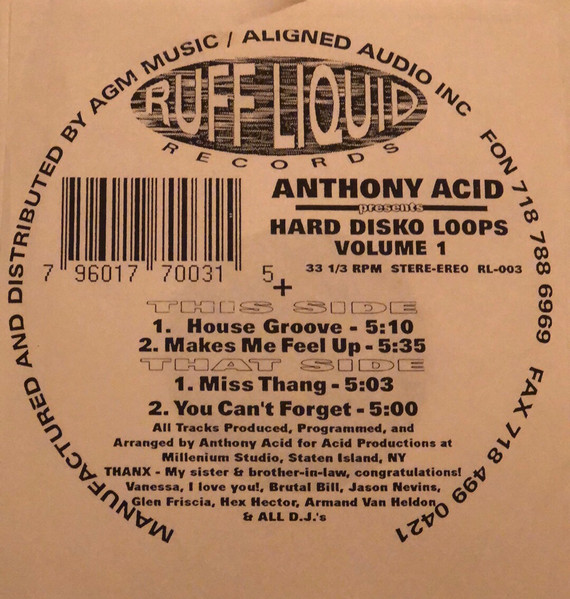 MANUFACTURED AND DISTRIBUTED BY AGM MUSIC / ALIGNED AUDIO INC FON 718 788 6969 FAX 718 499 0421
RUFF LIQUID
RECORDS
ANTHONY ACID
presents
HARD DISKO LOOPS
VOLUME 1
33 1/3 RPM STERE-EREO RL-003
7 96017 70031 5
+
THIS SIDE
1. House Groove - 5:10
2. Makes Me Feel Up - 5:35
THAT SIDE
1. Miss Thang - 5:03
2. You Can't Forget - 5:00
All Tracks Produced, Programmed, and
Arranged by Anthony Acid for Acid Productions at
Millenium Studio, Staten Island, NY
THANX - My sister & brother-in-law, congratulations!
Vanessa, I love you!, Brutal Bill, Jason Nevins,
Glen Friscia, Hex Hector, Armand Van Heldon,
& ALL D.J.'s